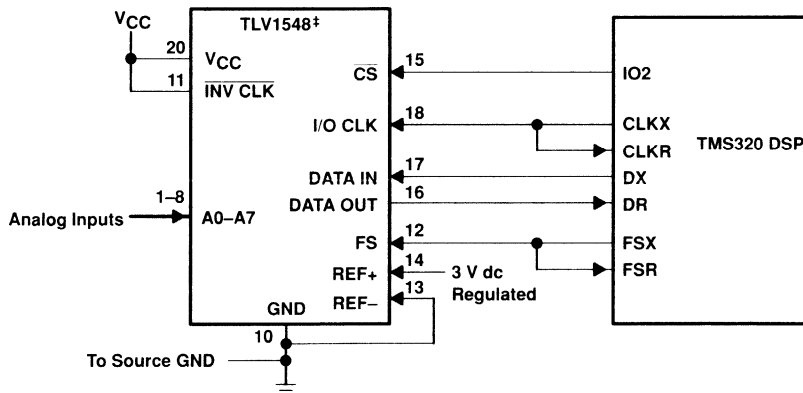 VCC
TLV1548‡
20
VCC
11
INV CLK
15
CS
IO2
18
I/O CLK
CLKX
CLKR
TMS320 DSP
17
DATA IN
DX
16
DATA OUT
DR
1–8
Analog Inputs
A0–A7
12
FS
FSX
14
REF+
3 V dc
Regulated
FSR
13
REF–
GND
10
To Source GND